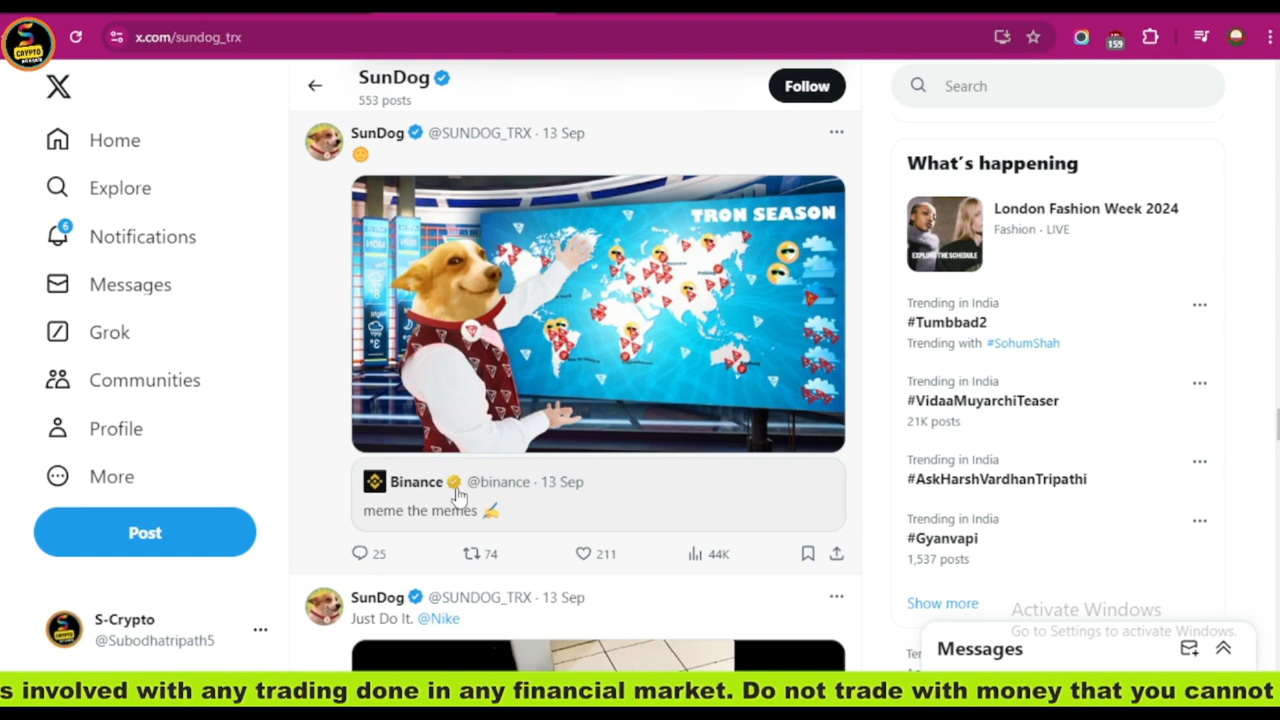 S
CRYPTO
x.com/sundog_trx
159
Home
Explore
6
Notifications
Messages
Grok
Communities
Profile
More
Post
S-Crypto
@Subodhatripath5
SunDog
553 posts
Follow
SunDog @SUNDOG_TRX · 13 Sep
TRON SEASON
Binance @binance · 13 Sep
meme the memes
25
74
211
44K
SunDog @SUNDOG_TRX · 13 Sep
Just Do It. @Nike
Search
What's happening
London Fashion Week 2024
Fashion · LIVE
EXPLORE THE SCHEDULE
Trending in India
#Tumbbad2
Trending with #SohumShah
Trending in India
#VidaaMuyarchiTeaser
21K posts
Trending in India
#AskHarshVardhanTripathi
Trending in India
#Gyanvapi
1,537 posts
Show more
Activate Windows
Go to Settings to activate Windows.
Messages
s involved with any trading done in any financial market. Do not trade with money that you cannot